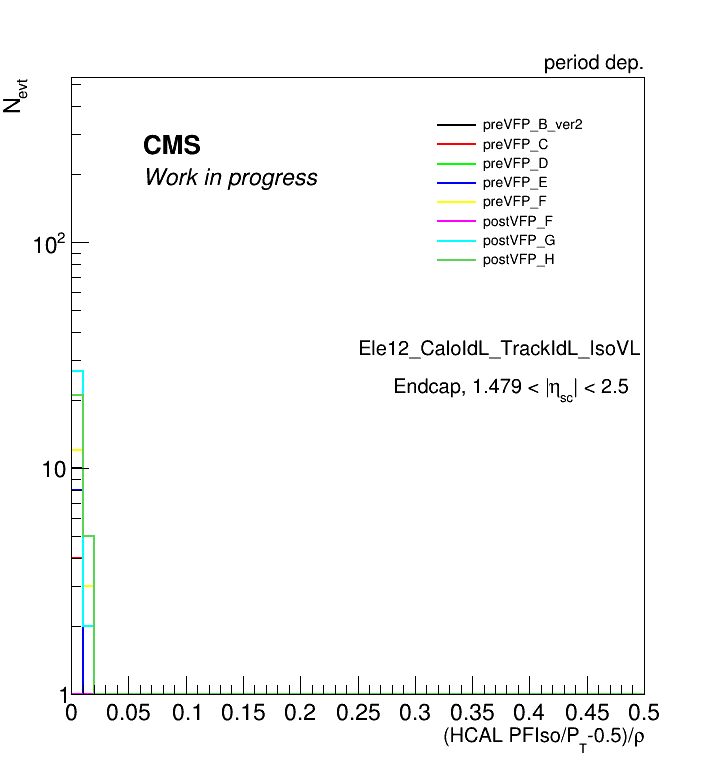 period dep.
N_evt
CMS
Work in progress
preVFP_B_ver2
preVFP_C
preVFP_D
preVFP_E
preVFP_F
postVFP_F
postVFP_G
postVFP_H
10²
Ele12_CaloIdL_TrackIdL_IsoVL
Endcap, 1.479 < |η_sc| < 2.5
10
1
0 0.05 0.1 0.15 0.2 0.25 0.3 0.35 0.4 0.45 0.5
(HCAL PFIso/P_T-0.5)/ρ